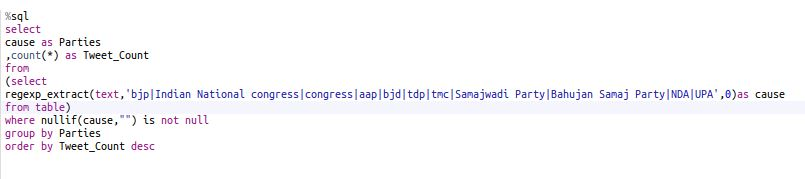 %sql
select
cause as Parties
,count(*) as Tweet_Count
from
(select
regexp_extract(text,'bjp|Indian National congress|congress|aap|bjd|tdp|tmc|Samajwadi Party|Bahujan Samaj Party|NDA|UPA',0)as cause
from table)
where nullif(cause,"") is not null
group by Parties
order by Tweet_Count desc